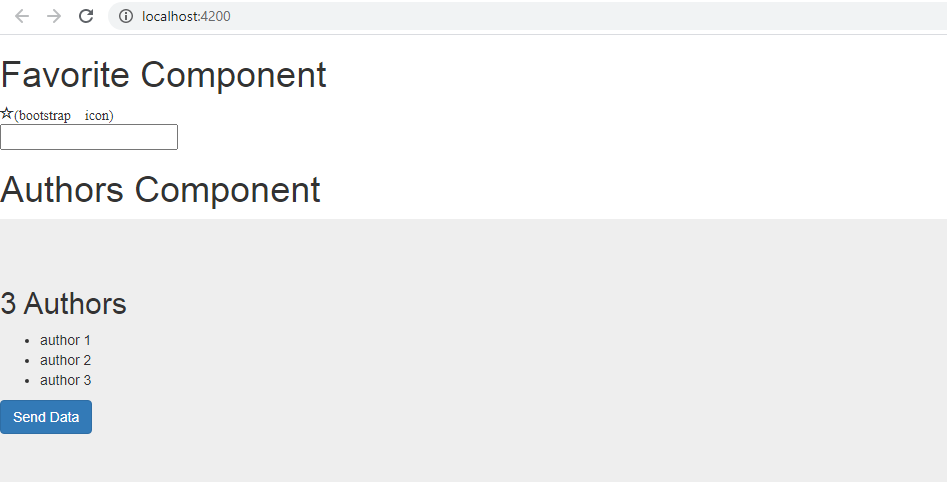 localhost:4200
Favorite Component
☆(bootstrap icon)
Authors Component
3 Authors
• author 1
• author 2
• author 3
Send Data